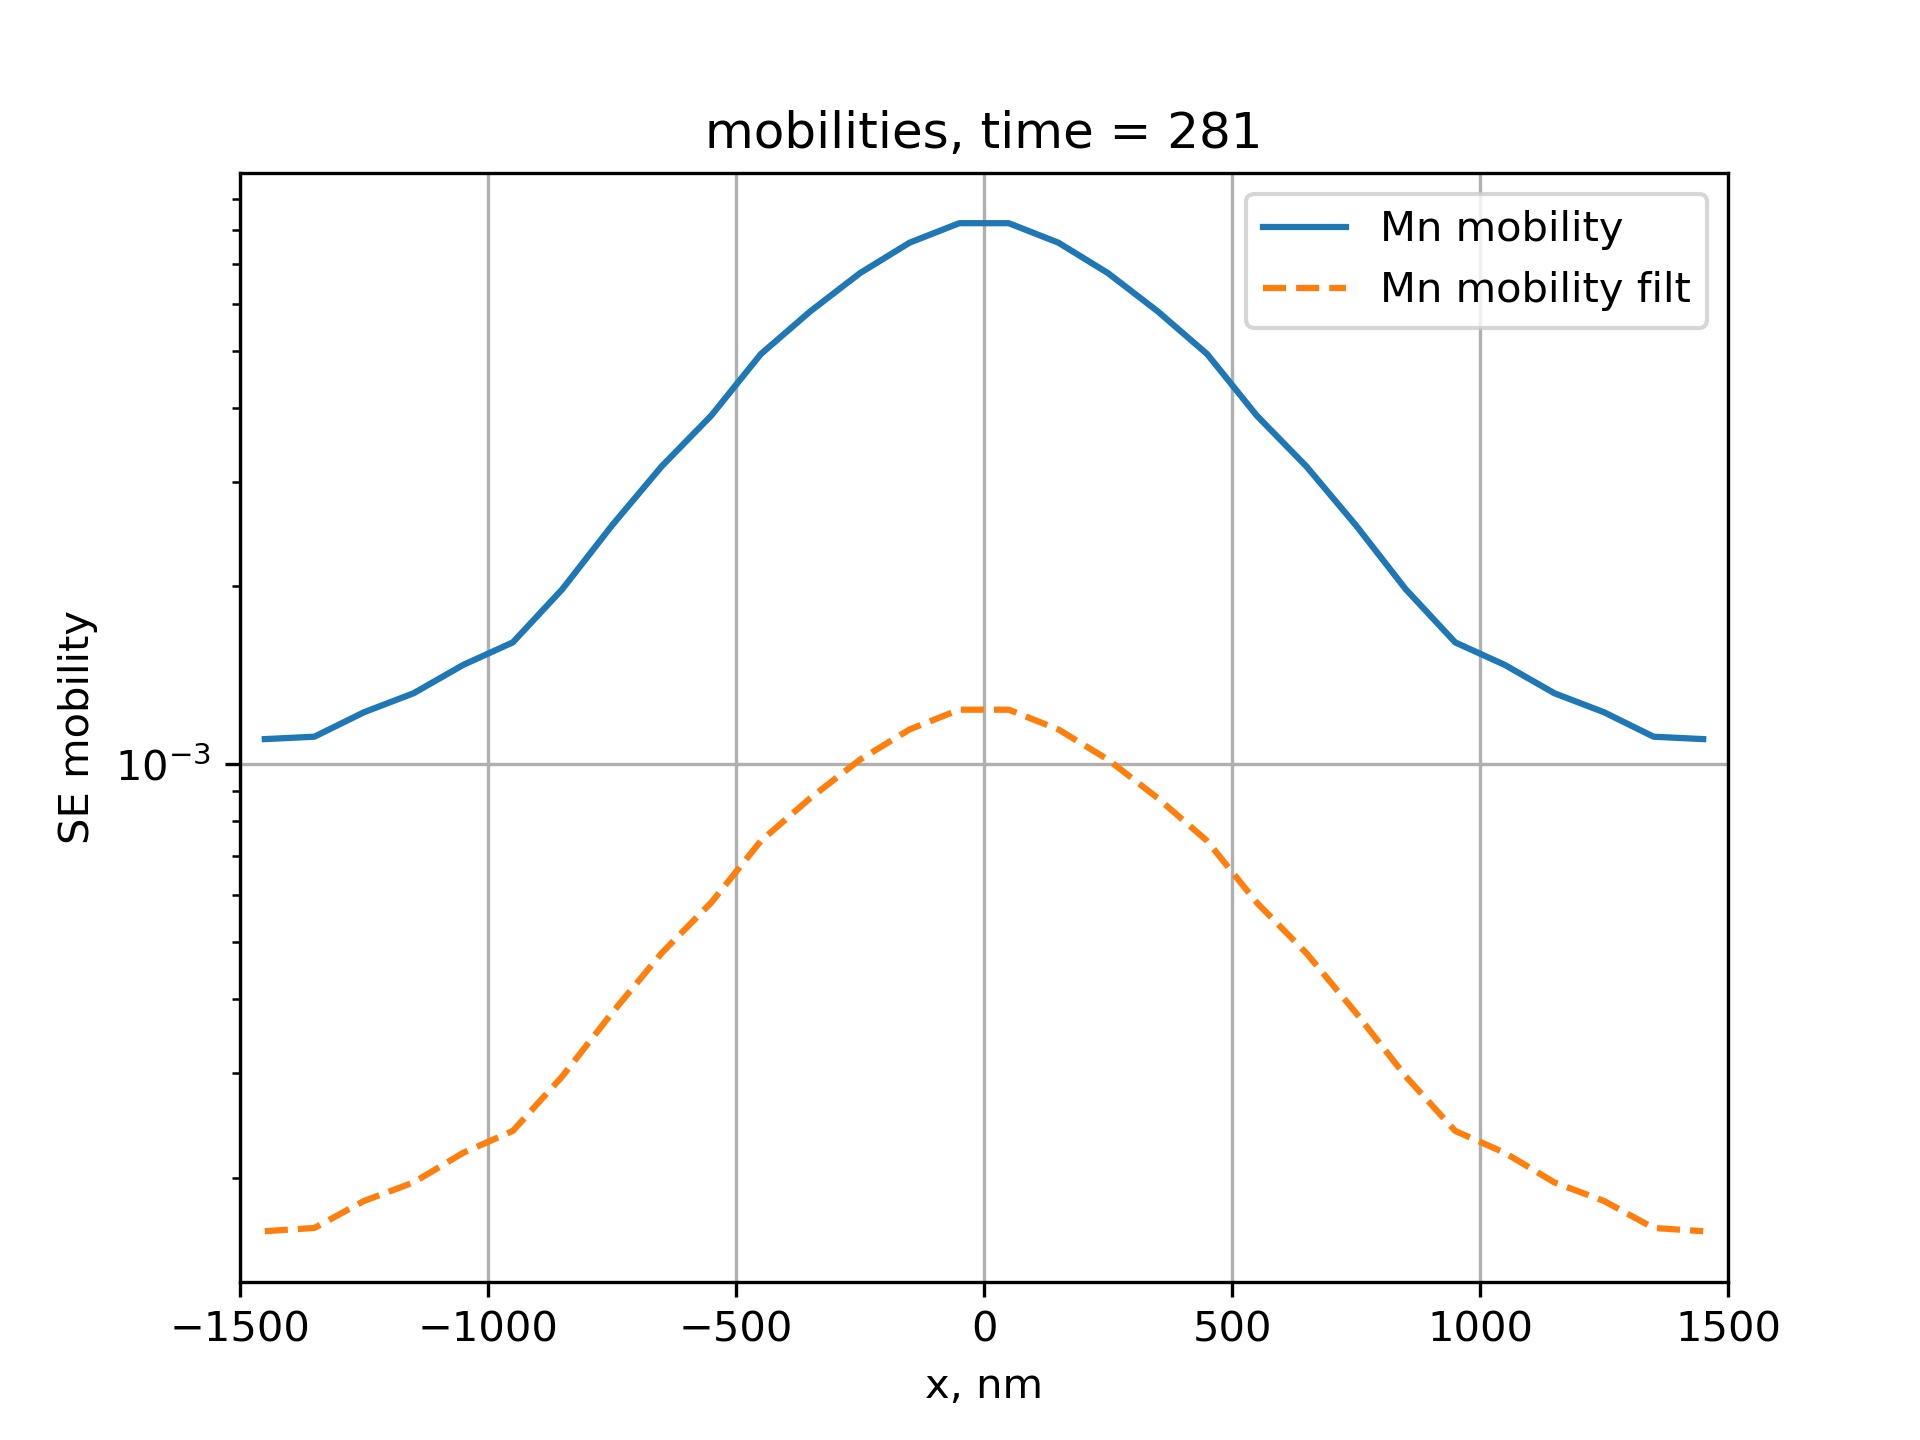 mobilities, time = 281
Mn mobility
Mn mobility filt
SE mobility
10⁻³
−1500 −1000 −500 0 500 1000 1500
x, nm